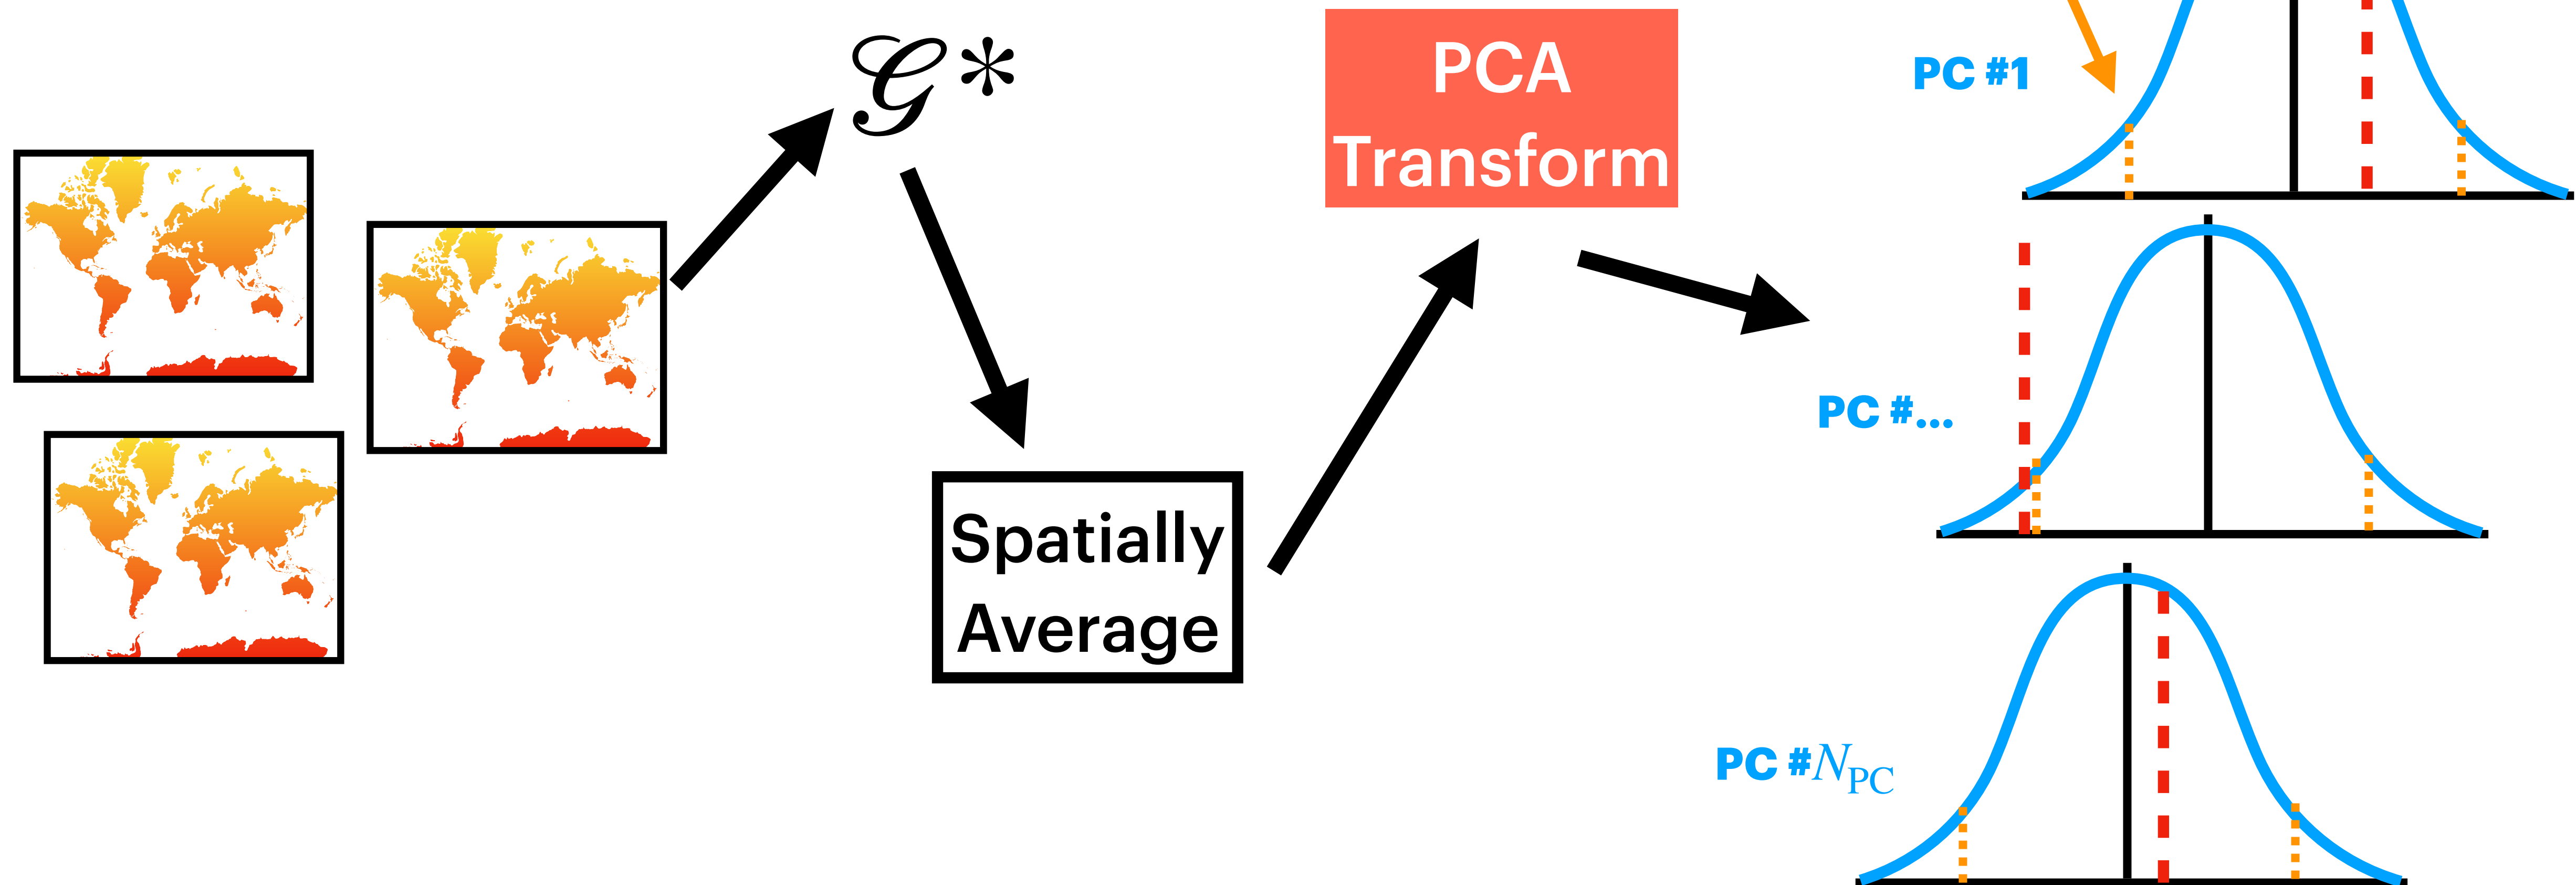 𝒢*
PCA
Transform
Spatially
Average
PC #1
PC #...
PC #N_PC